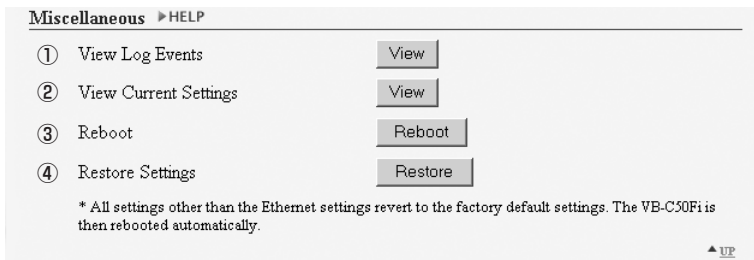 Miscellaneous ▶HELP
① View Log Events View
② View Current Settings View
③ Reboot Reboot
④ Restore Settings Restore
* All settings other than the Ethernet settings revert to the factory default settings. The VB-C50Fi is
then rebooted automatically.
▲UP